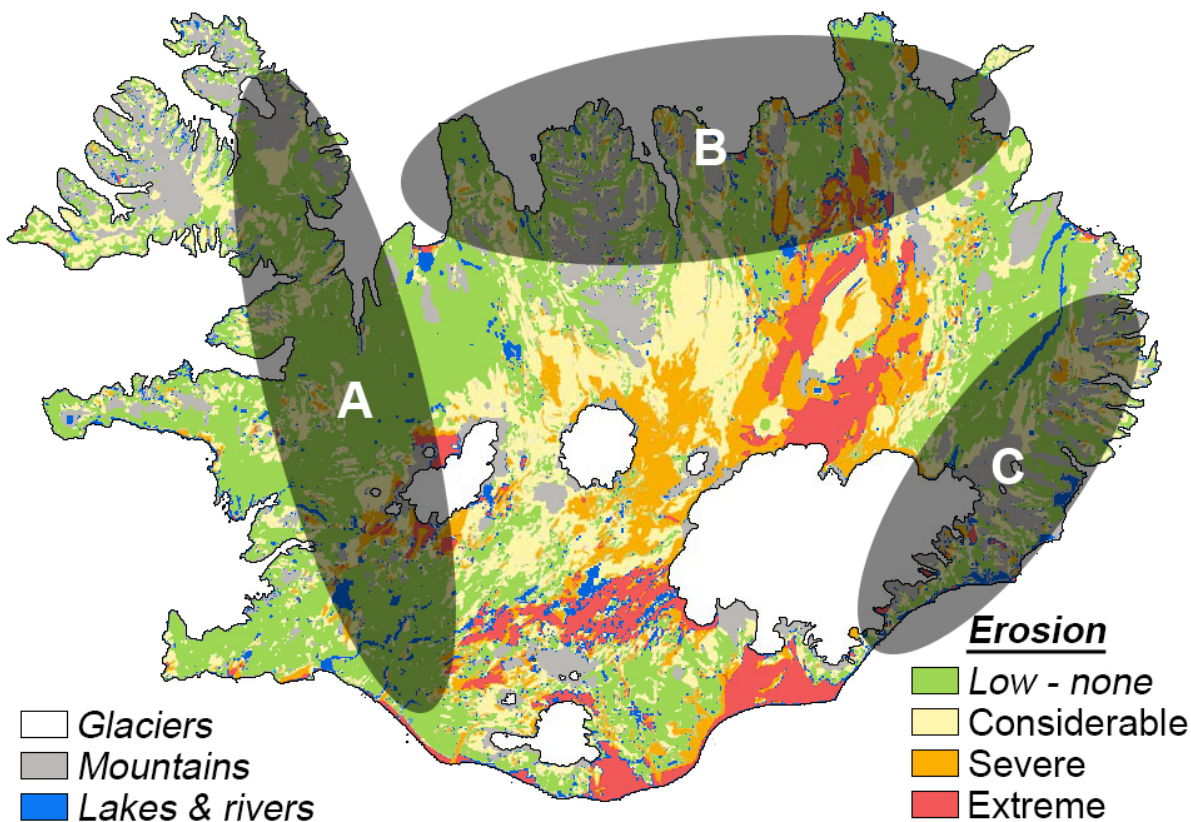 B
A
C
Erosion
Low - none
Considerable
Severe
Extreme
Glaciers
Mountains
Lakes & rivers